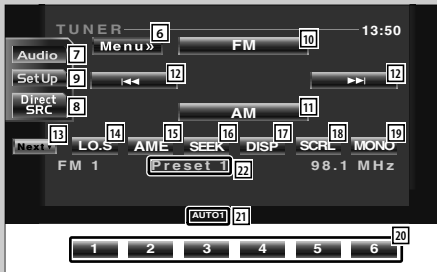 TUNER 13:50
6 10
Menu» FM
Audio 7
SetUp 9 12 12
Direct SRC 8
11
AM
13 14 15 16 17 18 19
Next LO.S AME SEEK DISP SCRL MONO
FM 1 Preset 1 98.1 MHz
22
AUTO1 21
20
1 2 3 4 5 6